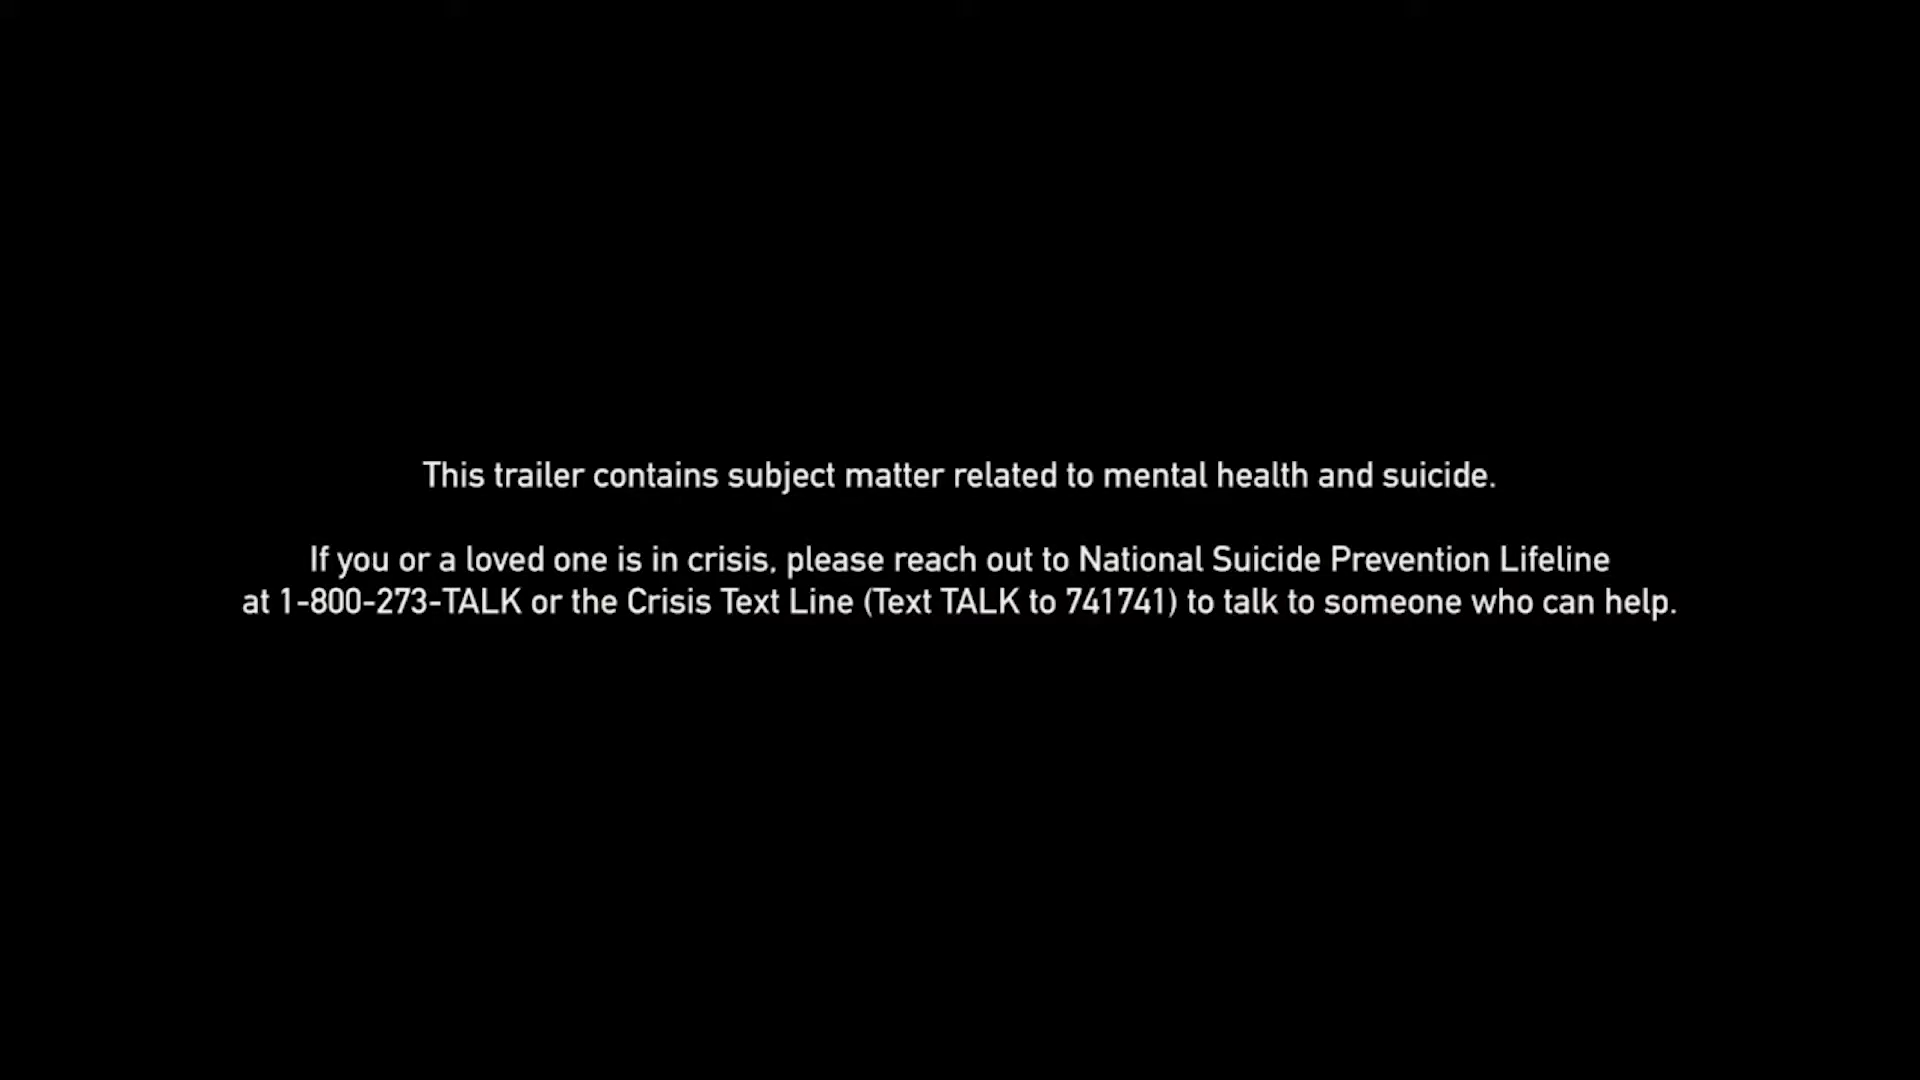 This trailer contains subject matter related to mental health and suicide.
If you or a loved one is in crisis, please reach out to National Suicide Prevention Lifeline
at 1-800-273-TALK or the Crisis Text Line (Text TALK to 741741) to talk to someone who can help.